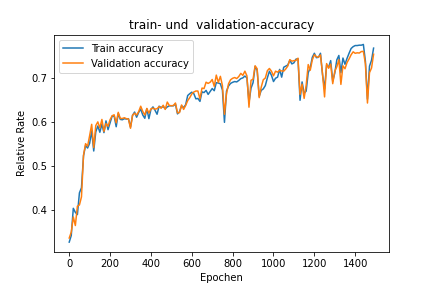 train- und  validation-accuracy
Train accuracy
Validation accuracy
Relative Rate
0.7
0.6
0.5
0.4
0
200
400
600
800
1000
1200
1400
Epochen